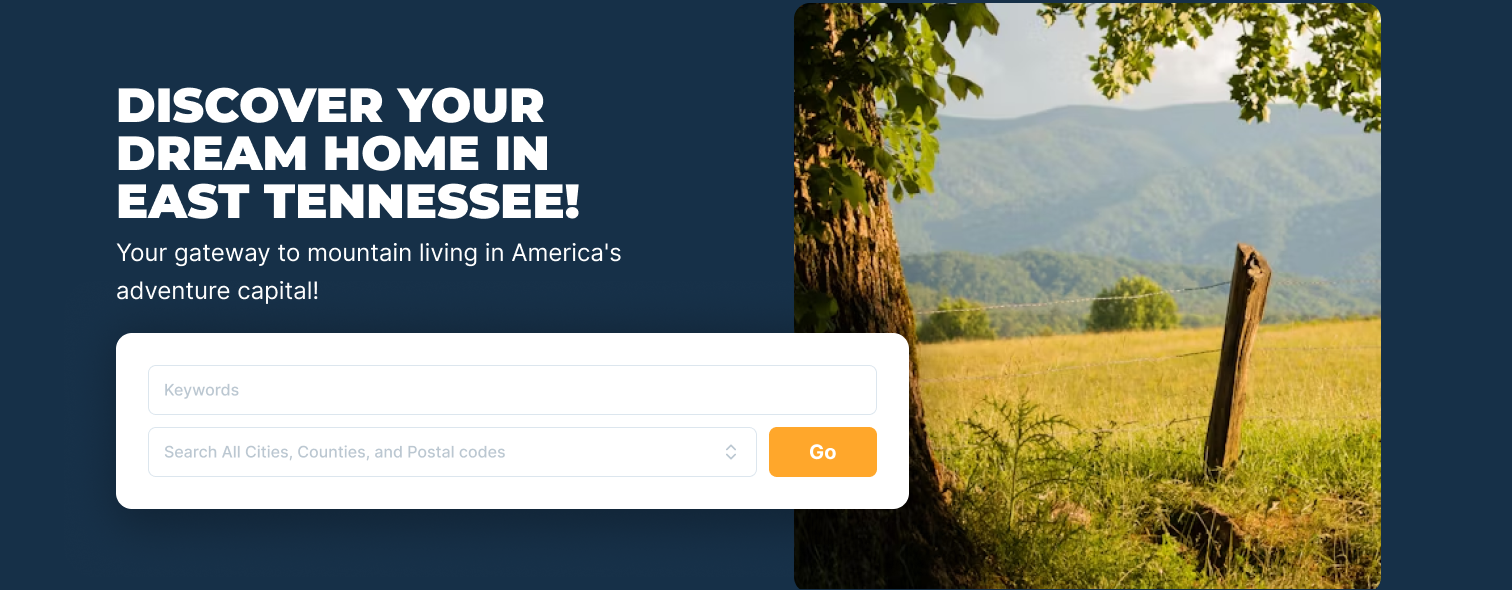 DISCOVER YOUR
DREAM HOME IN
EAST TENNESSEE!
Your gateway to mountain living in America's
adventure capital!
Keywords
Search All Cities, Counties, and Postal codes
Go